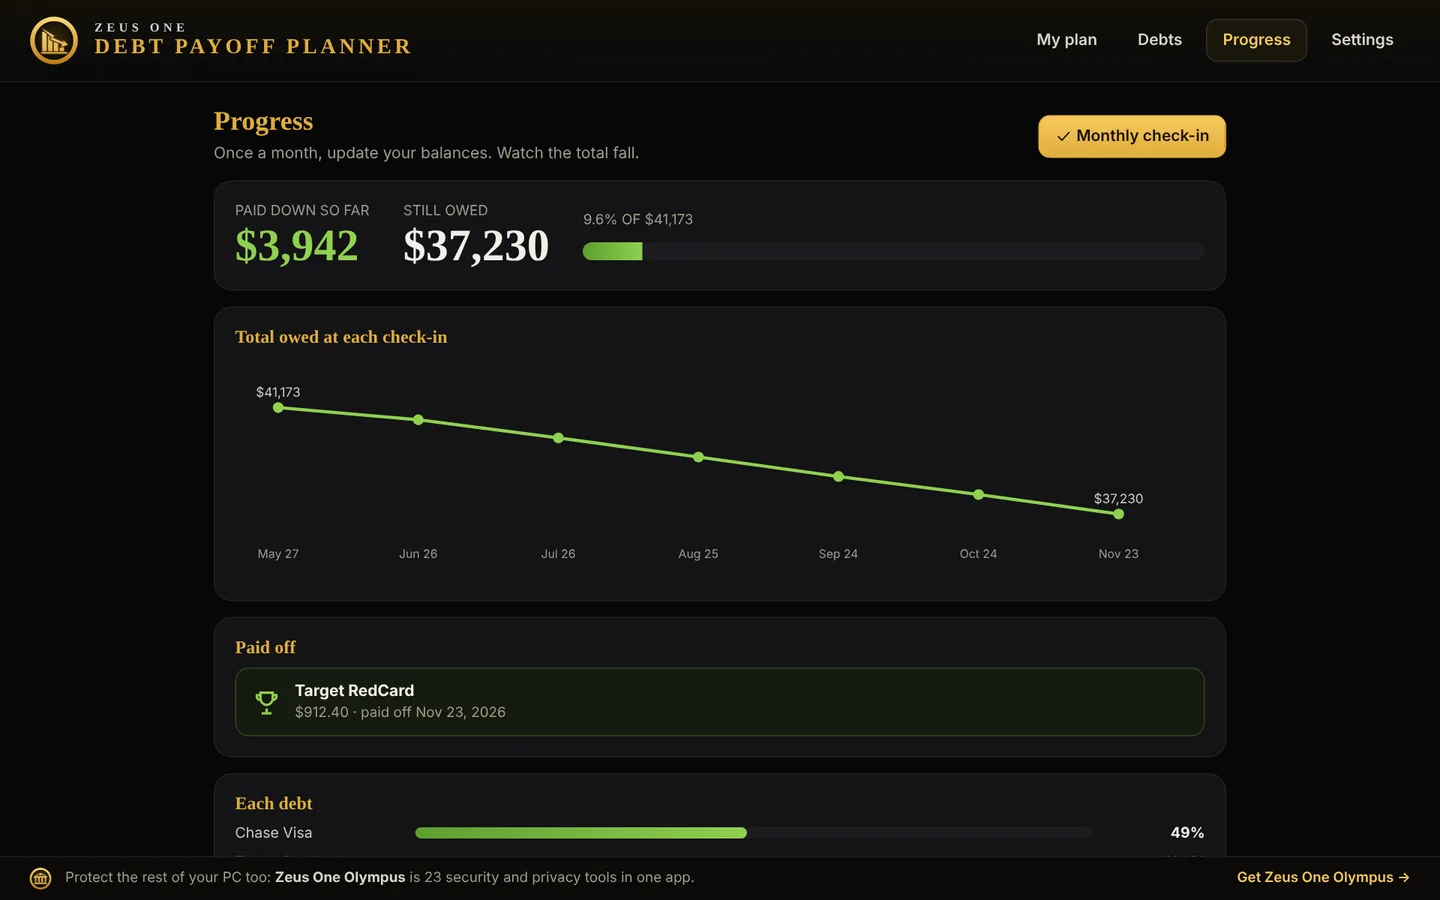 ZEUS ONE
DEBT PAYOFF PLANNER
My plan
Debts
Progress
Settings
Progress
Once a month, update your balances. Watch the total fall.
Monthly check-in
PAID DOWN SO FAR
$3,942
STILL OWED
$37,230
9.6% OF $41,173
Total owed at each check-in
$41,173
$37,230
May 27
Jun 26
Jul 26
Aug 25
Sep 24
Oct 24
Nov 23
Paid off
Target RedCard
$912.40 · paid off Nov 23, 2026
Each debt
Chase Visa
49%
Protect the rest of your PC too: Zeus One Olympus is 23 security and privacy tools in one app.
Get Zeus One Olympus →